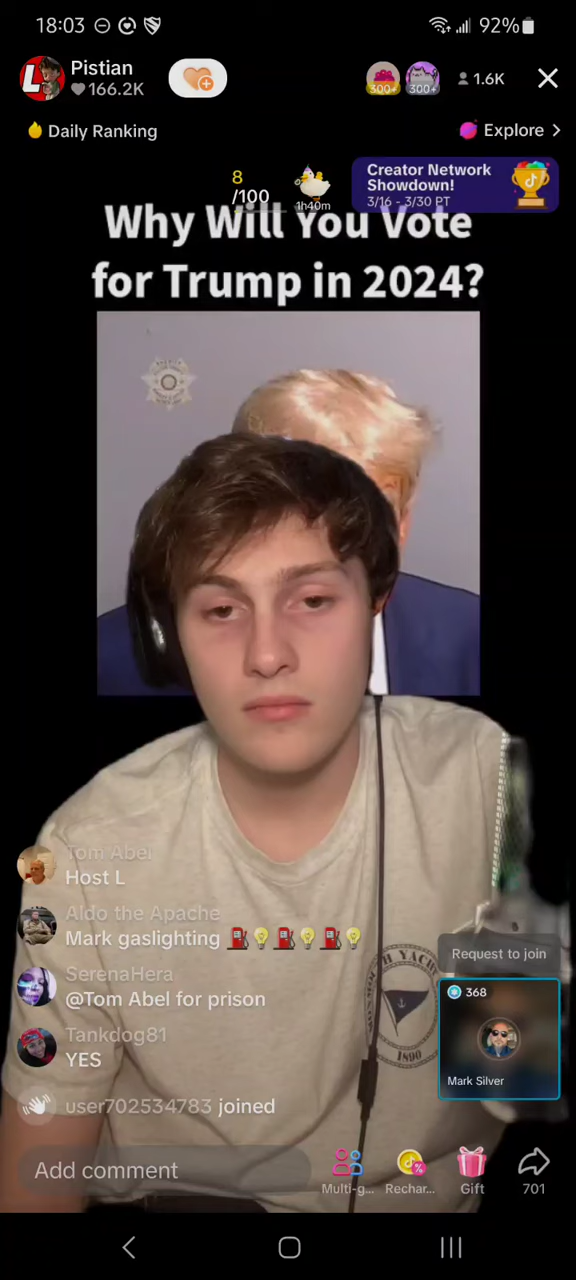 18:03
92%
Pistian
166.2K
300+
300+
1.6K
Daily Ranking
Explore
8
/100
1h40m
Creator Network
Showdown!
3/16 - 3/30 PT
Why Will You Vote
for Trump in 2024?
Tom Abel
Host L
Aldo the Apache
Mark gaslighting ⛽💡⛽💡⛽💡
SerenaHera
@Tom Abel for prison
Tankdog81
YES
user702534783 joined
Request to join
368
Mark Silver
YACHT
1890
Add comment
Multi-g...
Rechar...
Gift
701